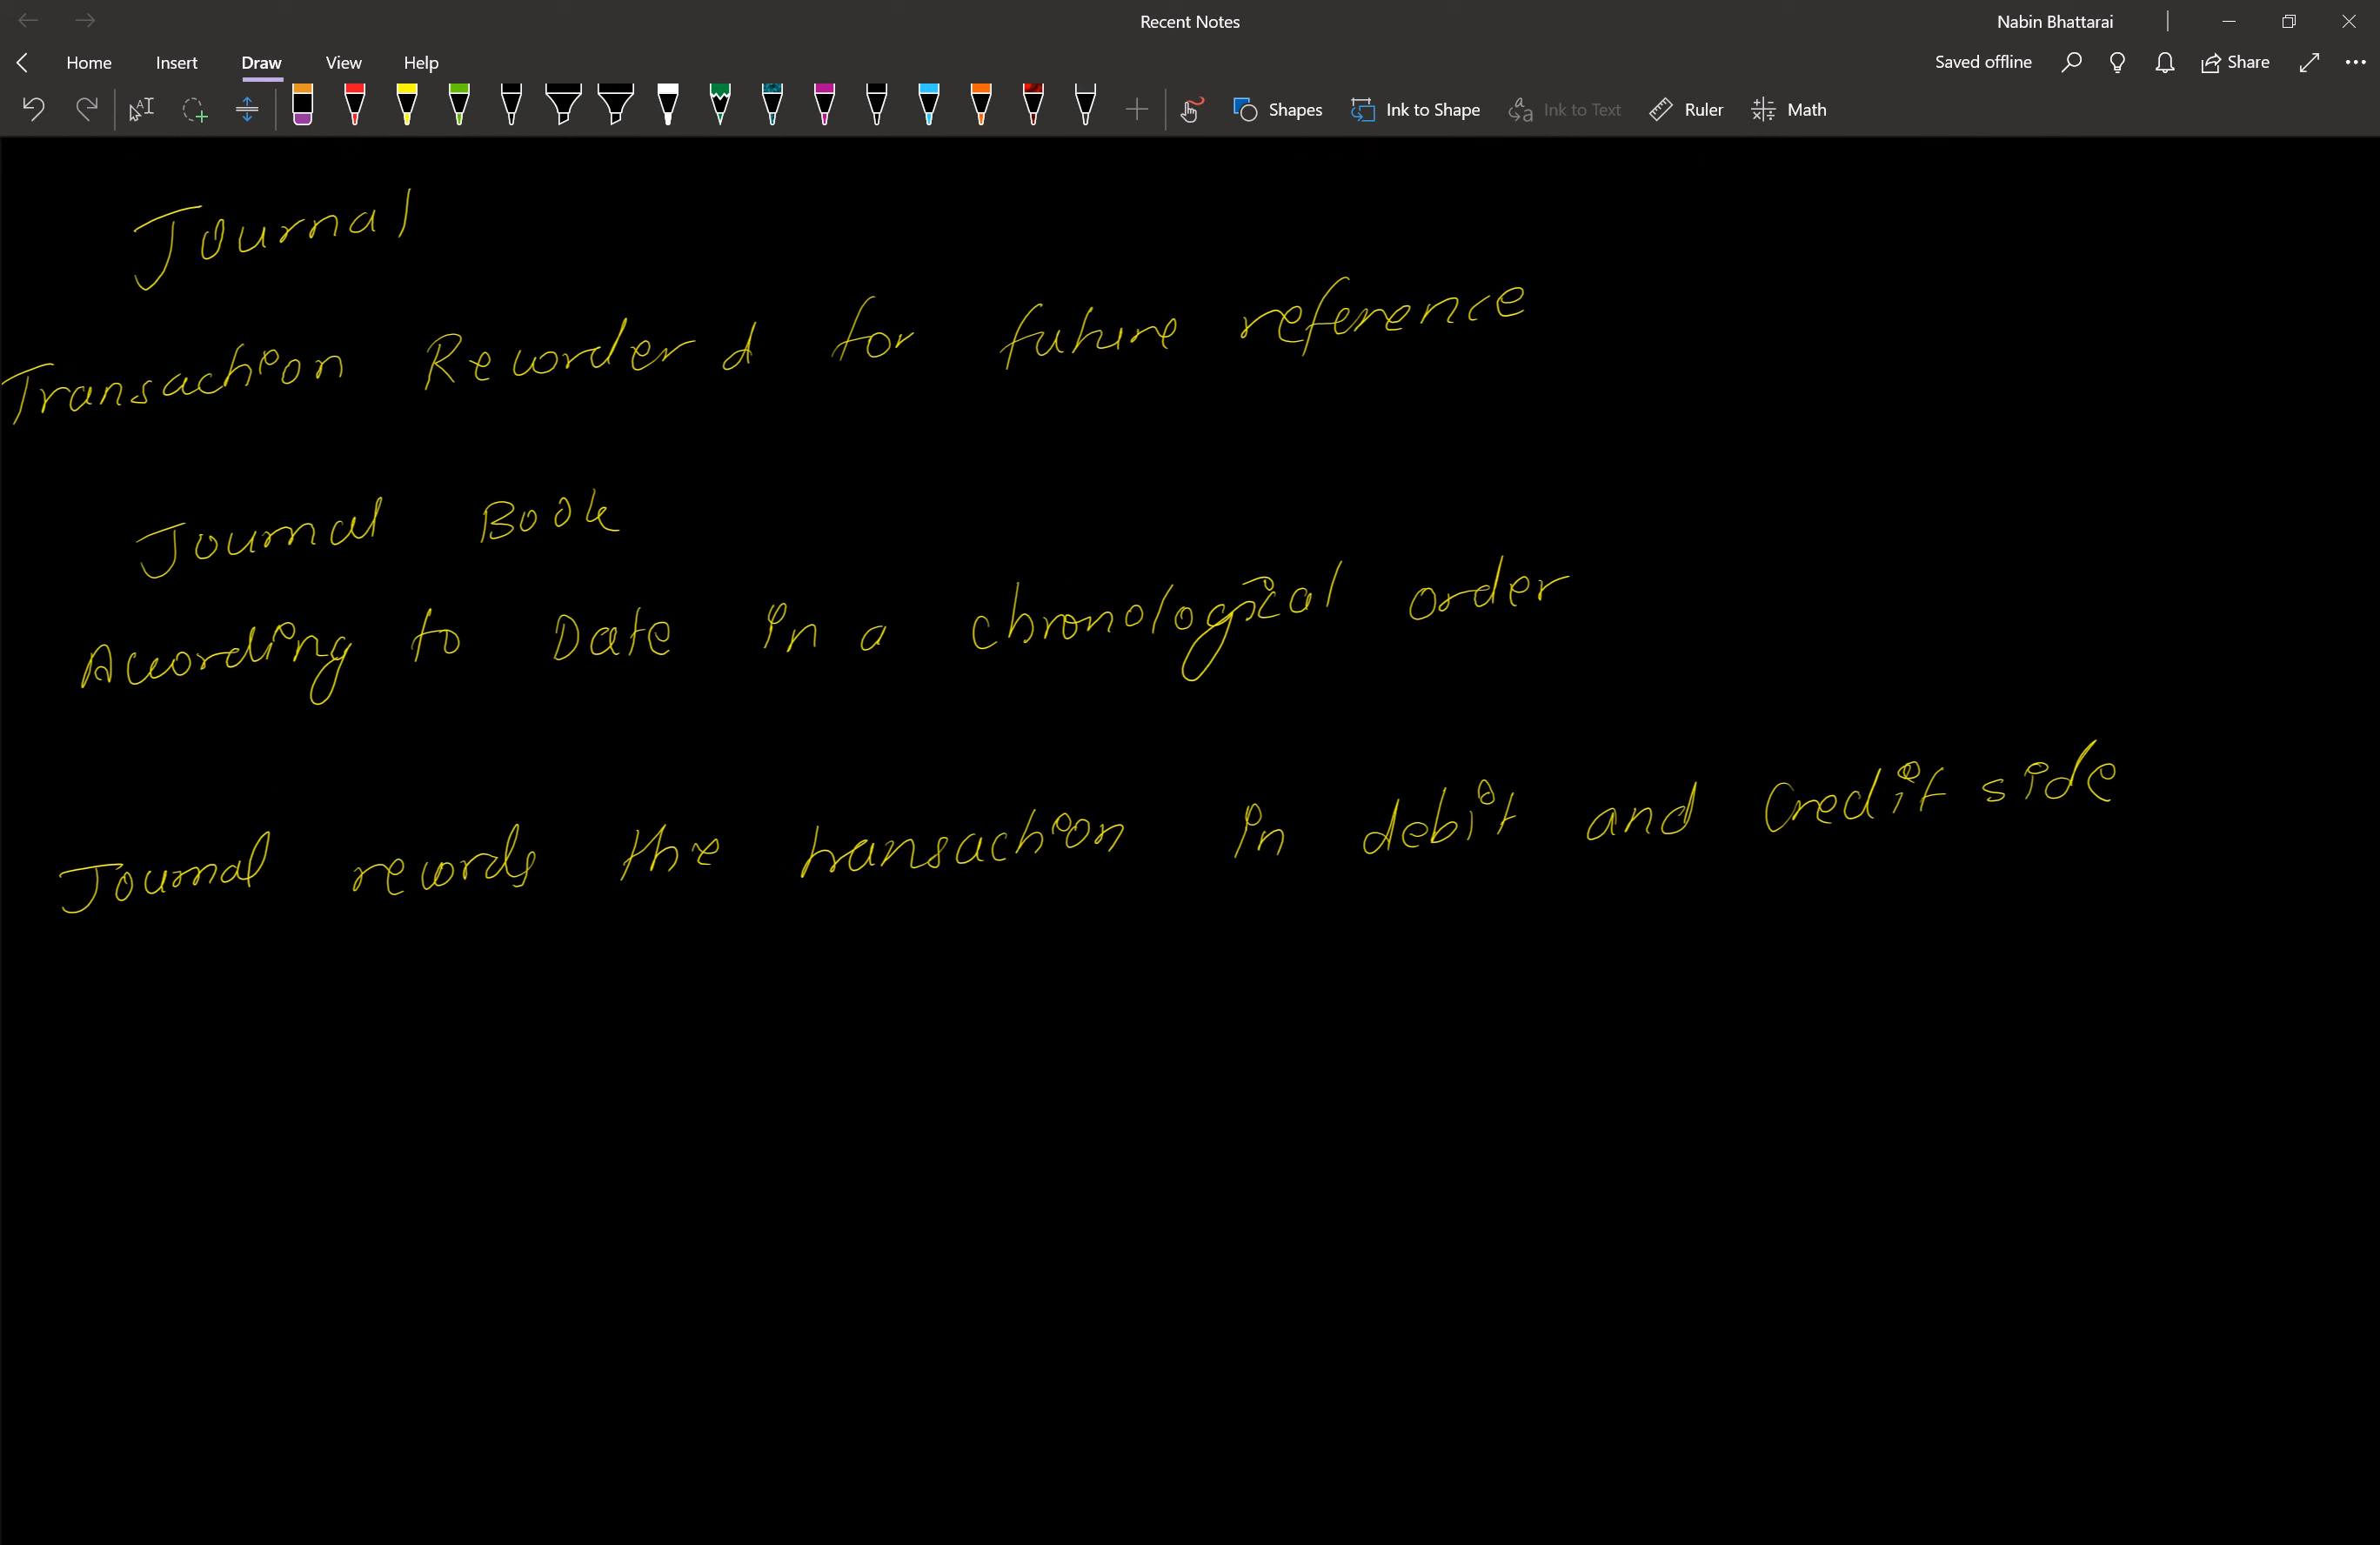 Recent Notes
Nabin Bhattarai
Home Insert Draw View Help
Saved offline Share
Shapes Ink to Shape Ink to Text Ruler Math
Journal
Transaction Recorder d for future reference
Journal Book
According to Date in a chronological order
Journal records the transaction in debit and Credit side